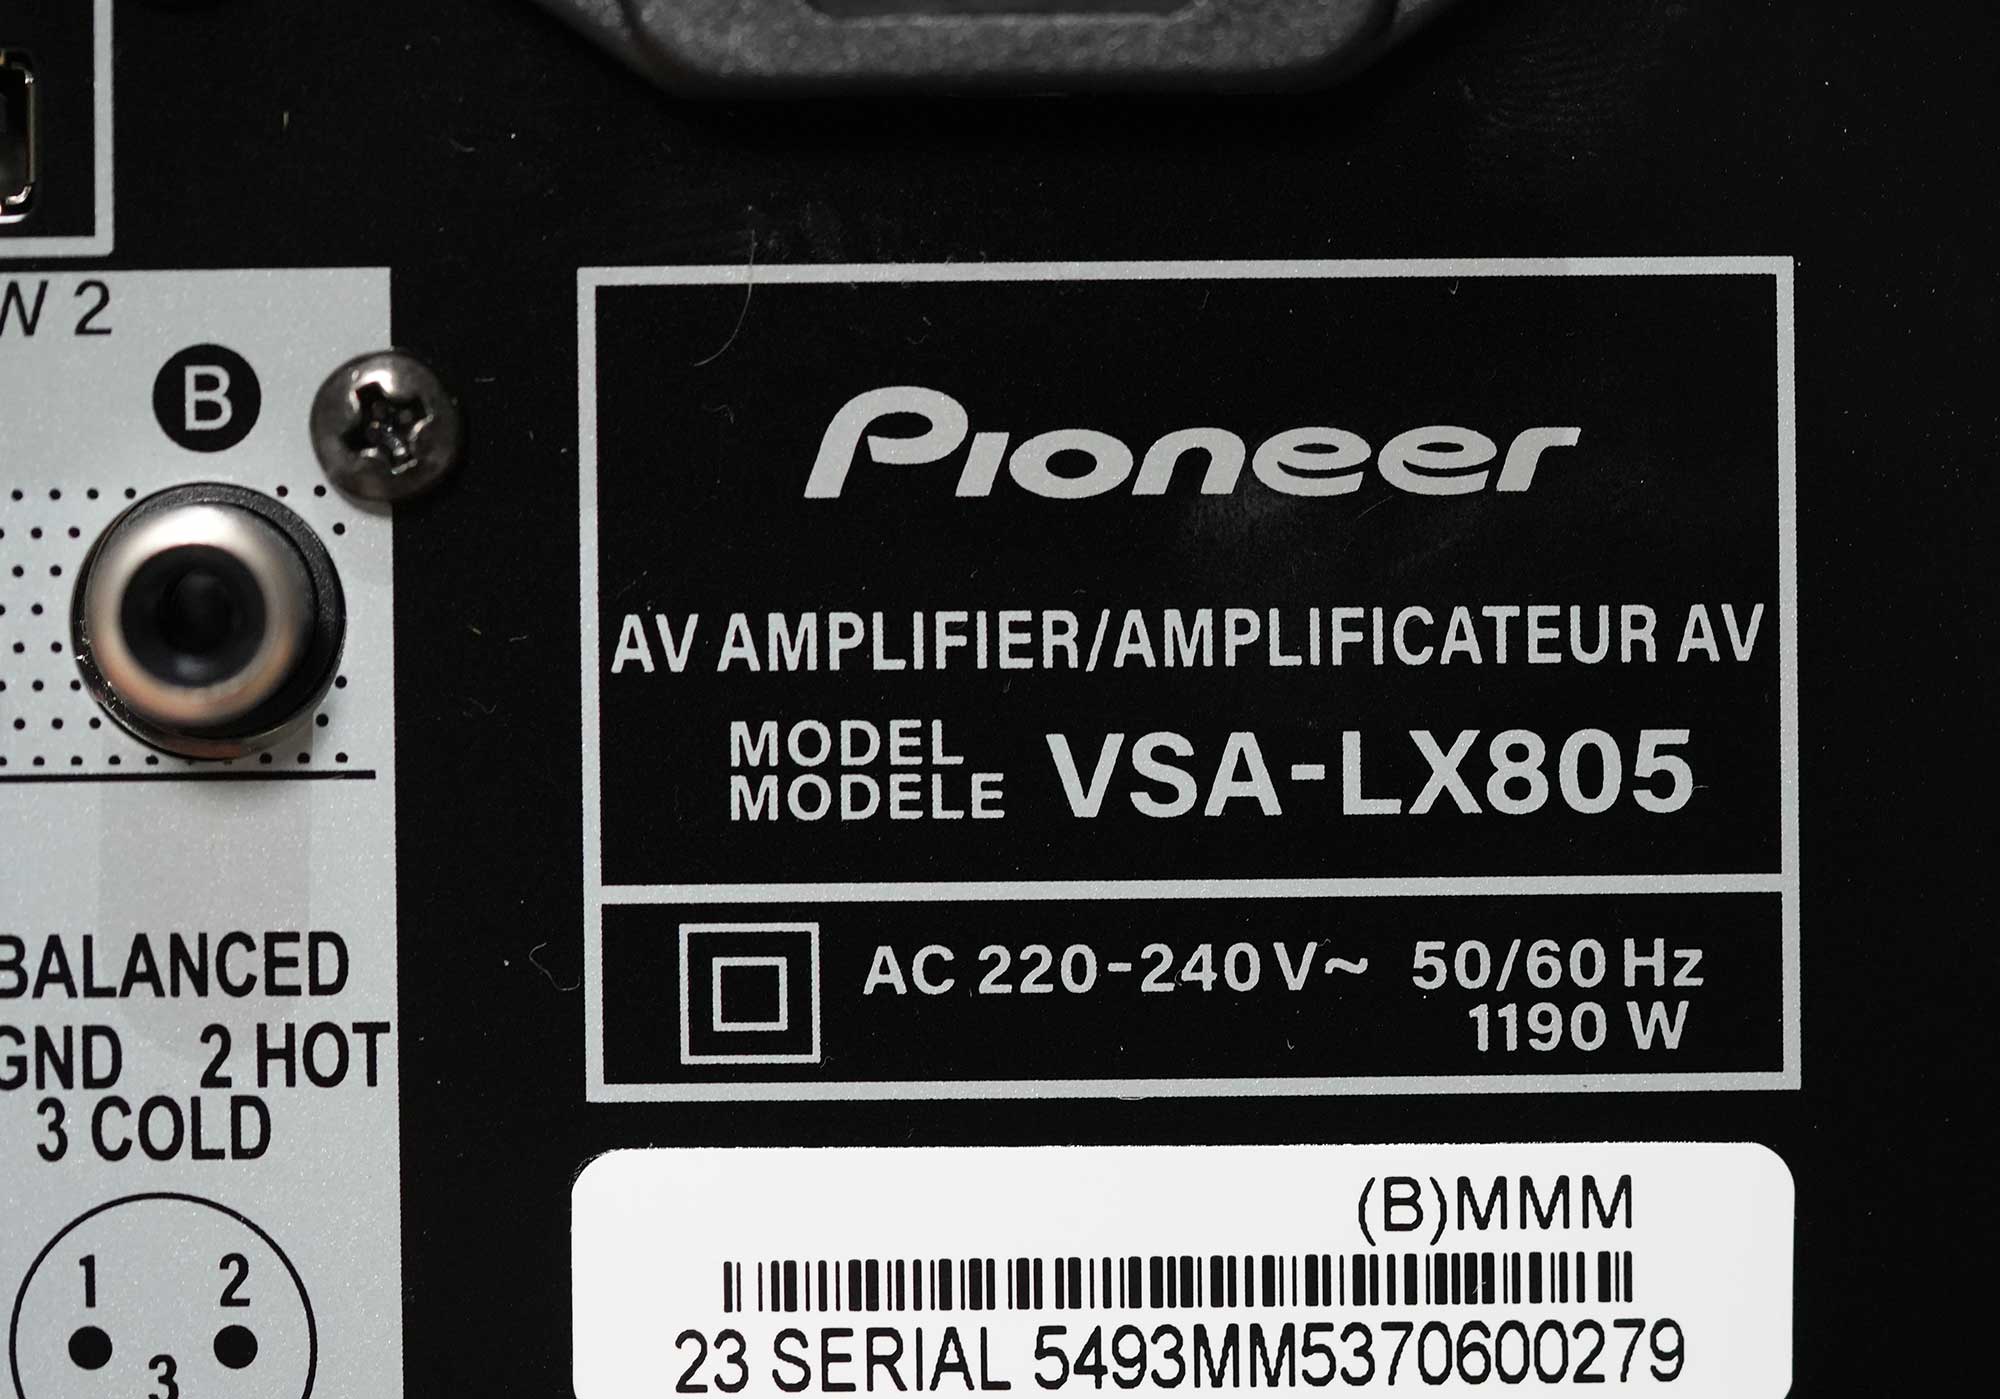 W 2
B
BALANCED
GND 2 HOT
3 COLD
1 2
3
Pioneer
AV AMPLIFIER/AMPLIFICATEUR AV
MODEL
MODELE VSA-LX805
AC 220-240V~ 50/60Hz
1190 W
(B)MMM
23 SERIAL 5493MM5370600279